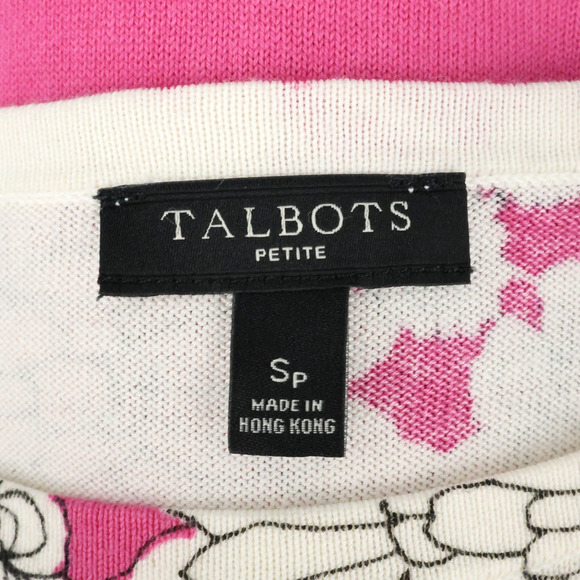 TALBOTS
PETITE
SP
MADE IN
HONG KONG